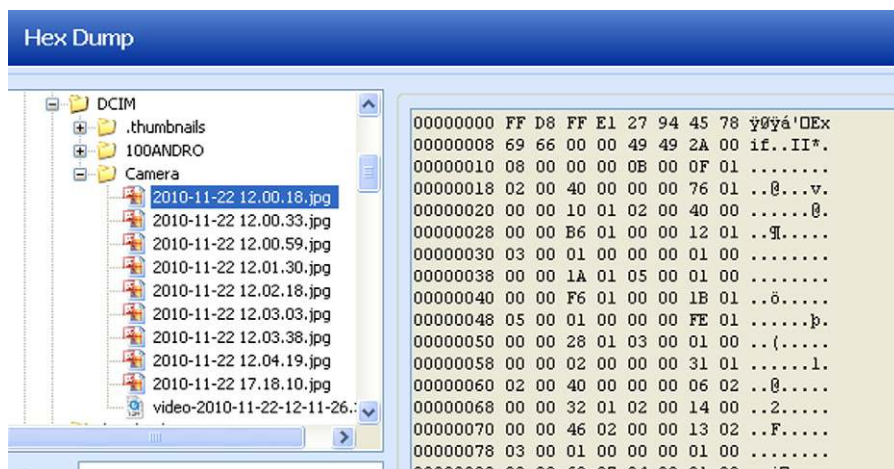 Hex Dump
DCIM
.thumbnails
100ANDRO
Camera
2010-11-22 12.00.18.jpg
2010-11-22 12.00.33.jpg
2010-11-22 12.00.59.jpg
2010-11-22 12.01.30.jpg
2010-11-22 12.02.18.jpg
2010-11-22 12.03.03.jpg
2010-11-22 12.03.38.jpg
2010-11-22 12.04.19.jpg
2010-11-22 17.18.10.jpg
video-2010-11-22-12-11-26.
00000000 FF D8 FF E1 27 94 45 78 ÿØÿá'□Ex
00000008 69 66 00 00 49 49 2A 00 if..II*.
00000010 08 00 00 00 0B 00 0F 01 ........
00000018 02 00 40 00 00 00 76 01 ..@...v.
00000020 00 00 10 01 02 00 40 00 ......@.
00000028 00 00 B6 01 00 00 12 01 ..¶.....
00000030 03 00 01 00 00 00 01 00 ........
00000038 00 00 1A 01 05 00 01 00 ........
00000040 00 00 F6 01 00 00 1B 01 ..ö.....
00000048 05 00 01 00 00 00 FE 01 ......þ.
00000050 00 00 28 01 03 00 01 00 ..(.....
00000058 00 00 02 00 00 00 31 01 ......1.
00000060 02 00 40 00 00 00 06 02 ..@.....
00000068 00 00 32 01 02 00 14 00 ..2.....
00000070 00 00 46 02 00 00 13 02 ..F.....
00000078 03 00 01 00 00 00 01 00 ........